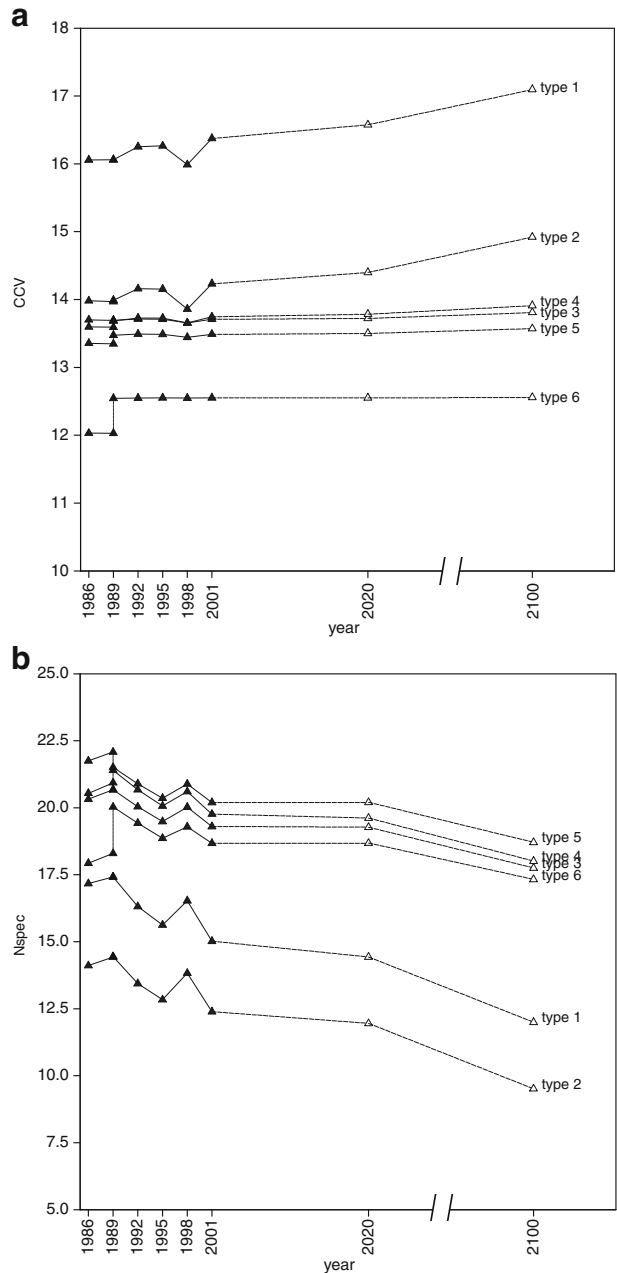 a
18
17
16
15
14
13
12
11
10
CCV
type 1
type 2
type 4
type 3
type 5
type 6
1986
1989
1992
1995
1998
2001
2020
2100
year
b
25.0
22.5
20.0
17.5
15.0
12.5
10.0
7.5
5.0
Nspec
type 5
type 4
type 3
type 6
type 1
type 2
1986
1989
1992
1995
1998
2001
2020
2100
year